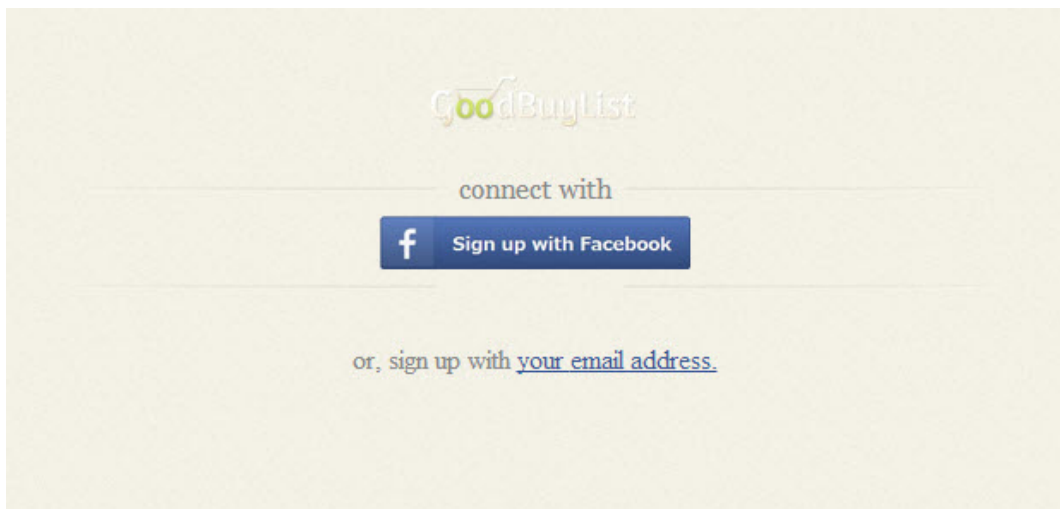 GoodBuyList
connect with
Sign up with Facebook
or, sign up with your email address.